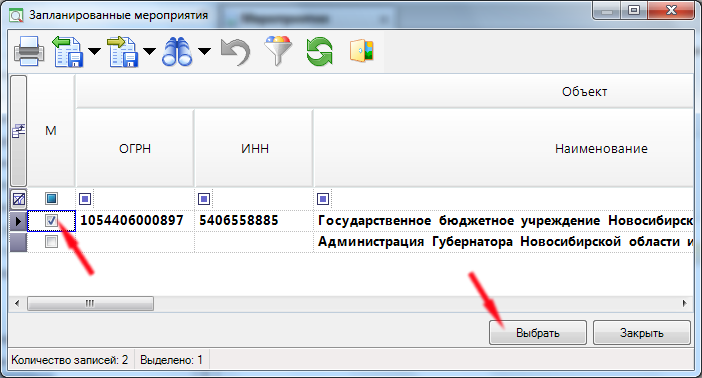 Запланированные мероприятия
Объект
М
ОГРН ИНН Наименование
1054406000897 5406558885 Государственное бюджетное учреждение
Администрация Губернатора Новосибирской области и
Выбрать Закрыть
Количество записей: 2 Выделено: 1